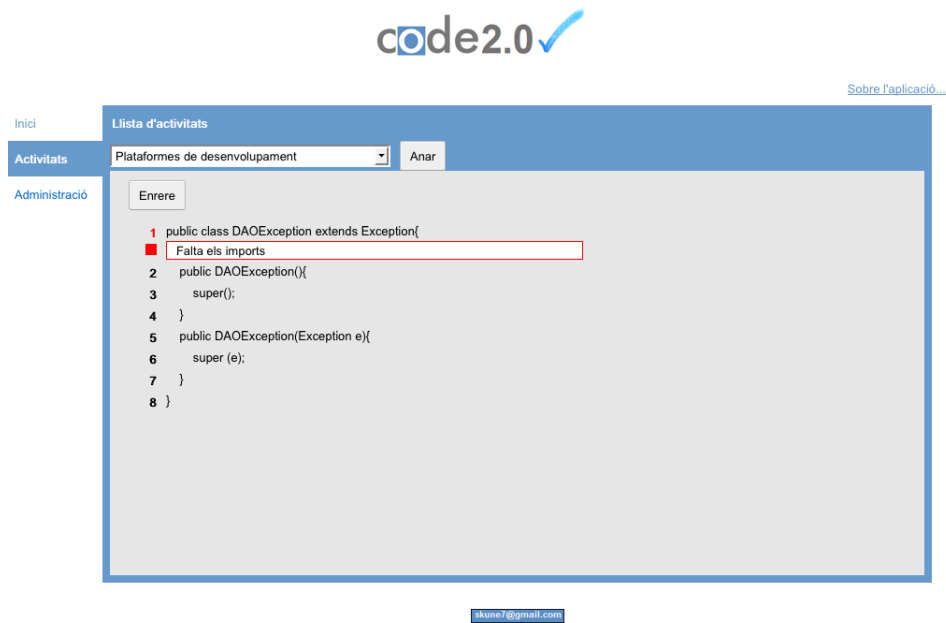 code2.0
Sobre l'aplicació...
Inici
Llista d'activitats
Activitats
Plataformes de desenvolupament
Anar
Administració
Enrere
1 public class DAOException extends Exception{
Falta els imports
2 public DAOException(){
3 super();
4 }
5 public DAOException(Exception e){
6 super (e);
7 }
8 }
skune7@gmail.com